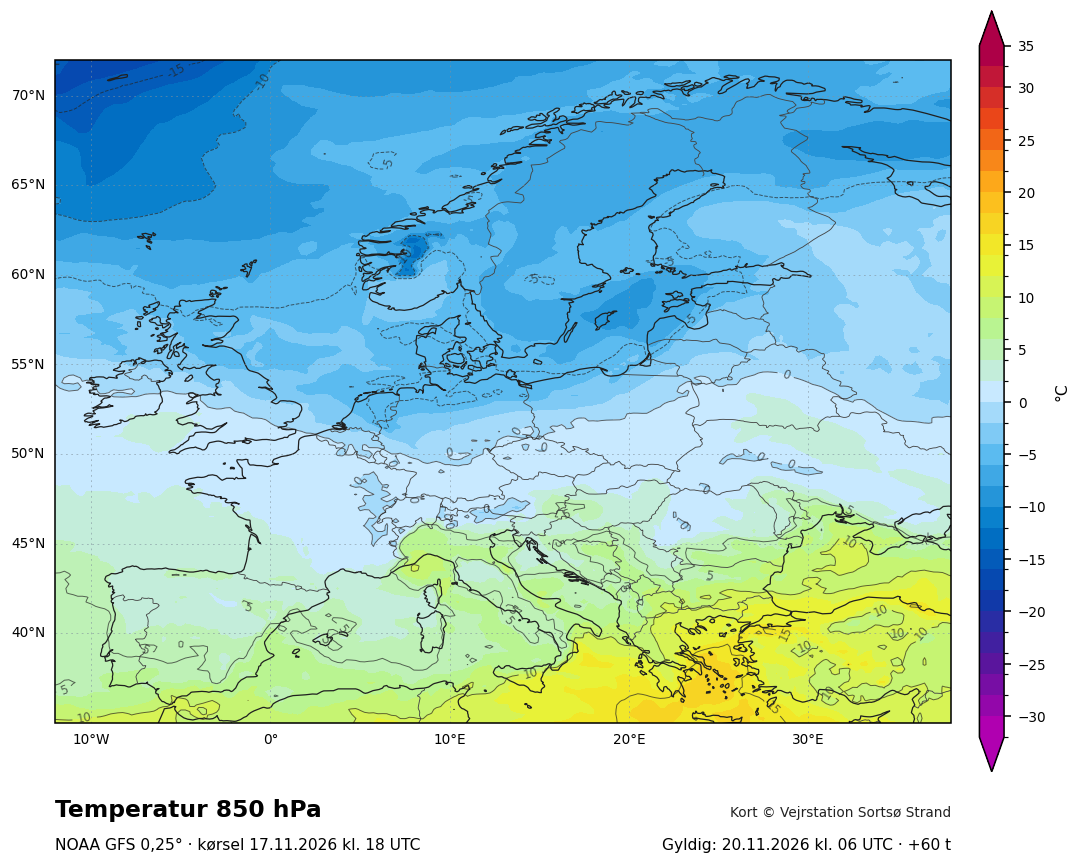 35
30
25
20
15
10
5
0
−5
−10
−15
−20
−25
−30
°C
70°N
65°N
60°N
55°N
50°N
45°N
40°N
10°W
0°
10°E
20°E
30°E
Temperatur 850 hPa
Kort © Vejrstation Sortsø Strand
NOAA GFS 0,25° · kørsel 17.11.2026 kl. 18 UTC
Gyldig: 20.11.2026 kl. 06 UTC · +60 t